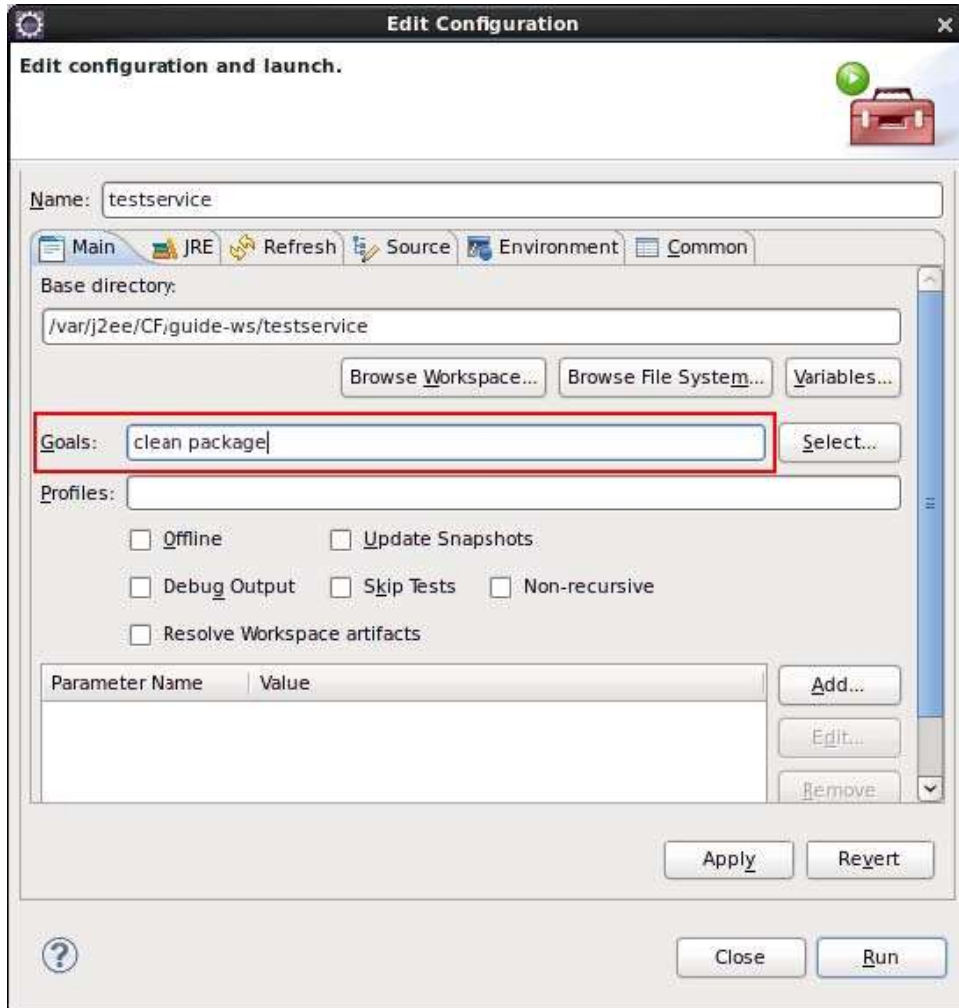 Edit Configuration
Edit configuration and launch.
Name: testservice
Main JRE Refresh Source Environment Common
Base directory:
/var/j2ee/CF/guide-ws/testservice
Browse Workspace... Browse File System... Variables...
Goals: clean package Select...
Profiles:
Offline Update Snapshots
Debug Output Skip Tests Non-recursive
Resolve Workspace artifacts
Parameter Name Value Add...
Edit...
Remove
Apply Revert
Close Run